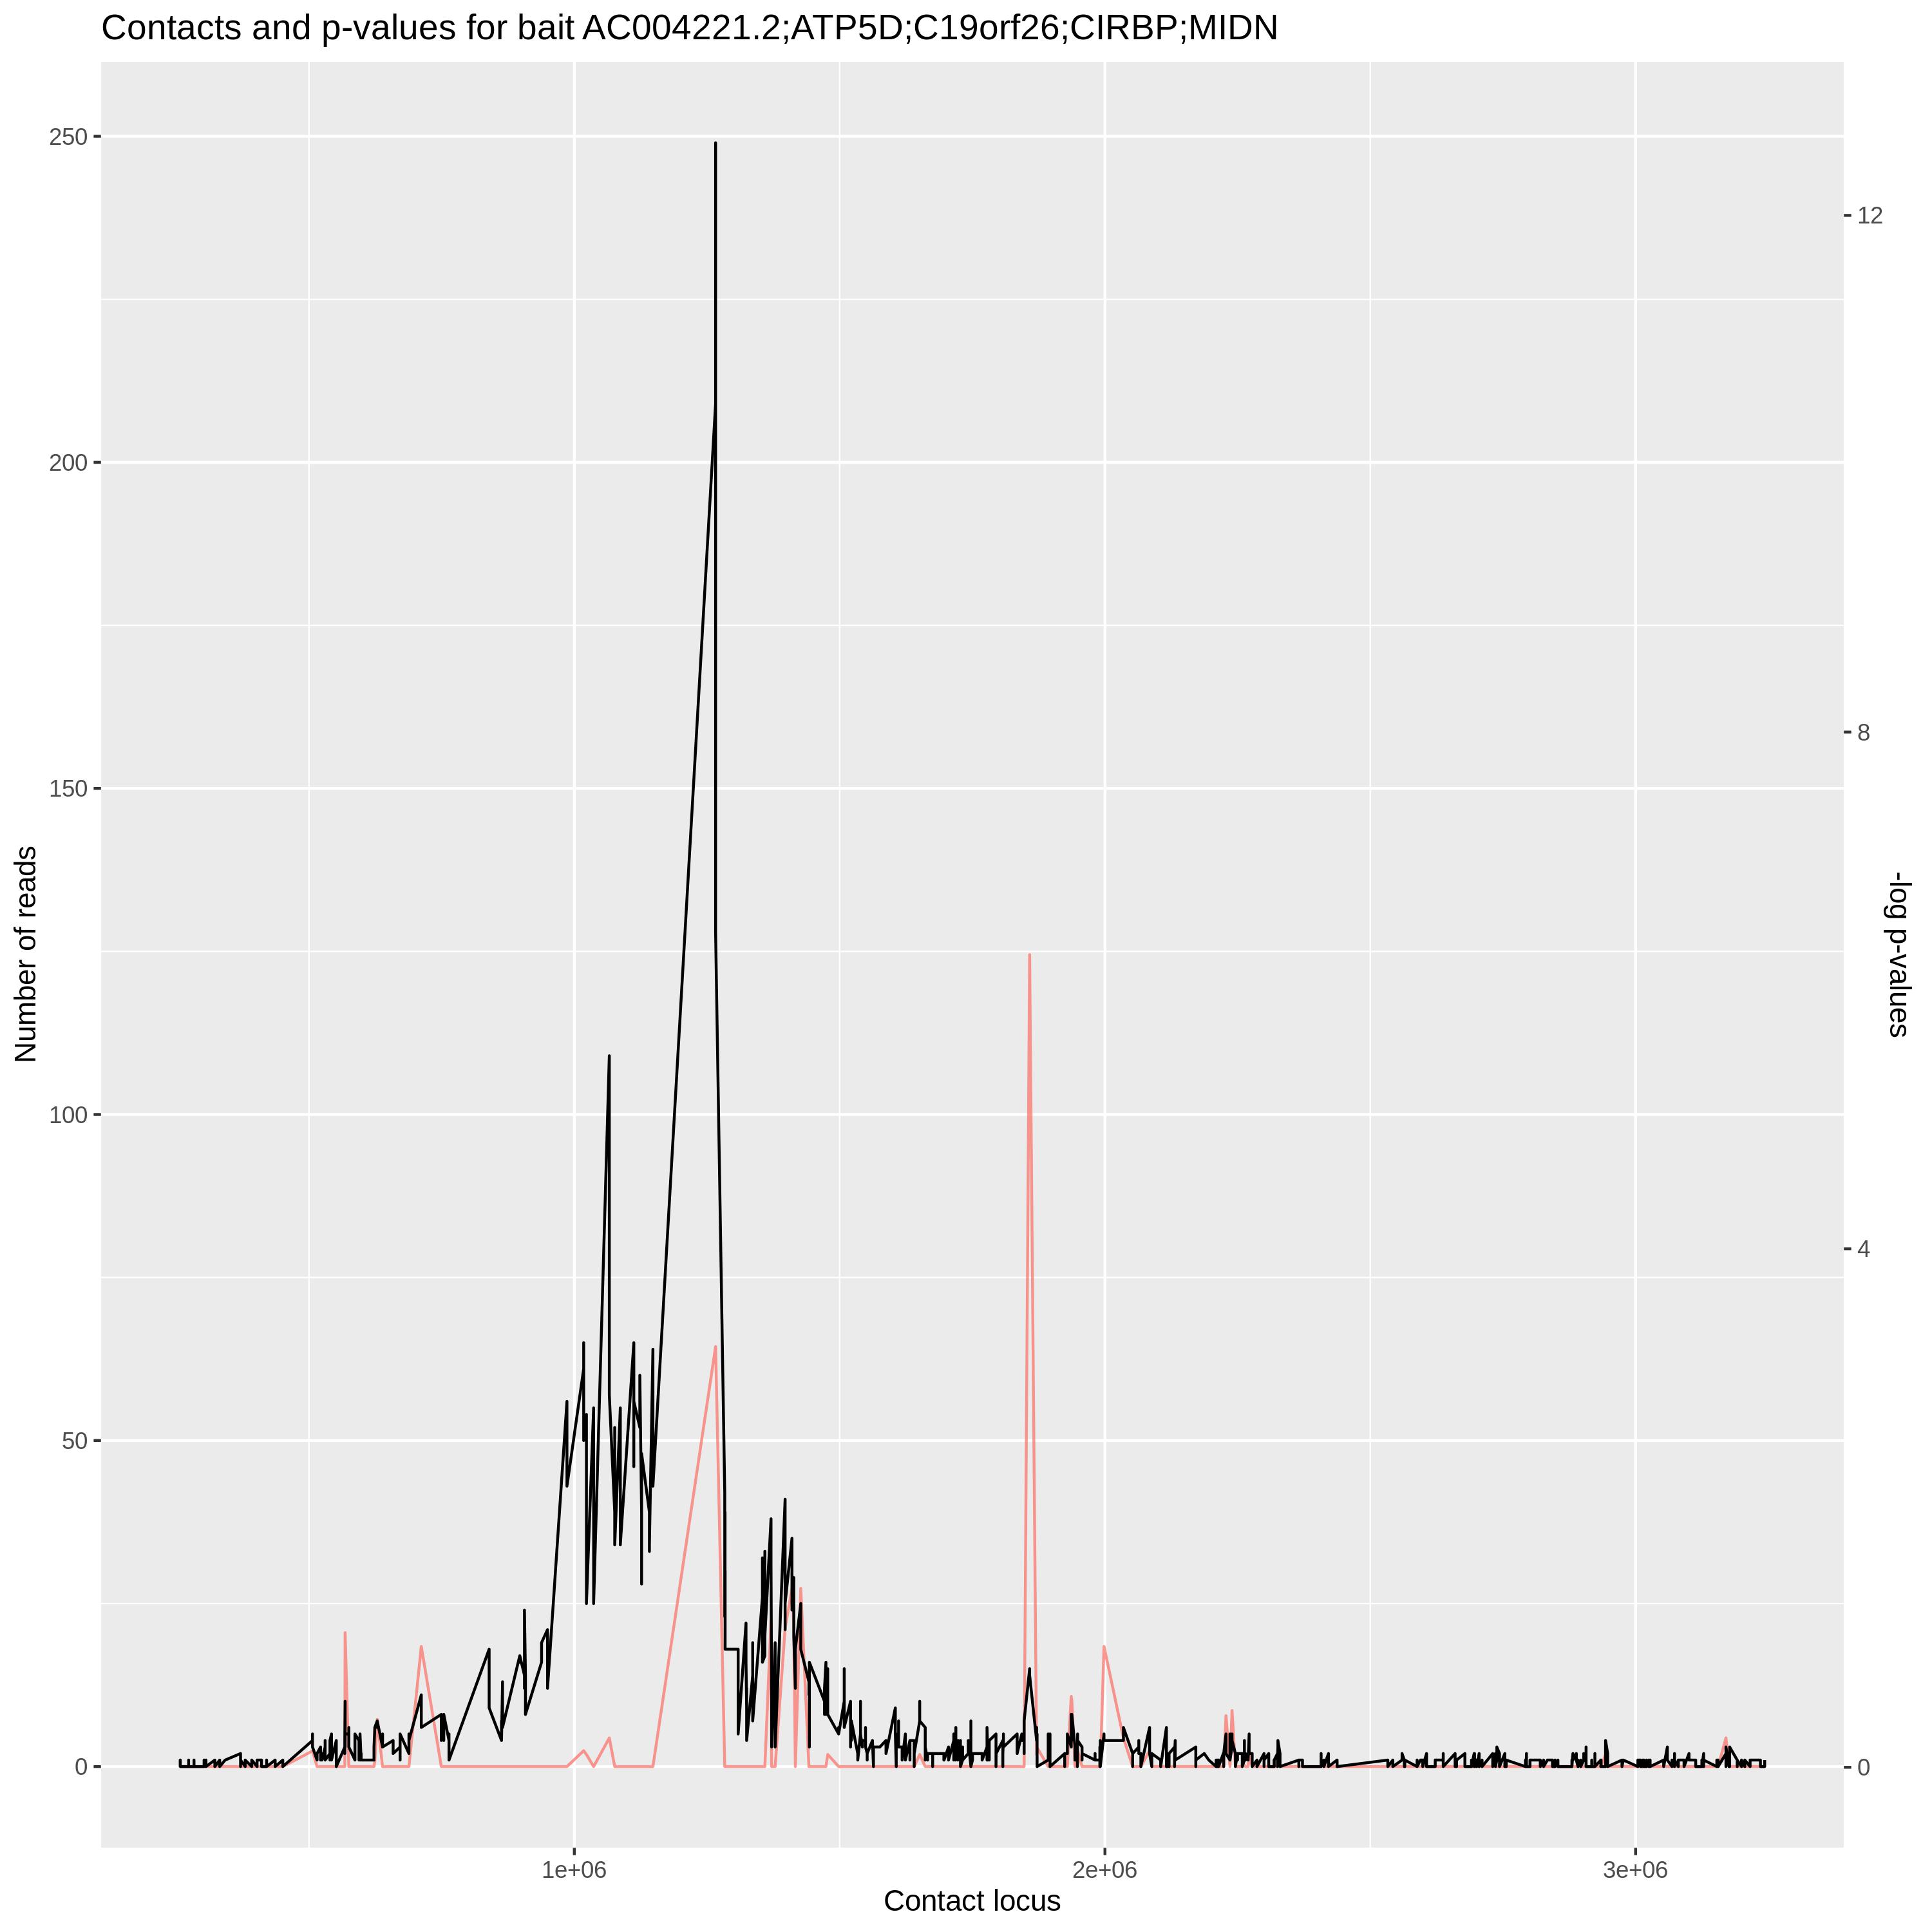 Contacts and p-values for bait AC004221.2;ATP5D;C19orf26;CIRBP;MIDN
250
200
150
100
50
0
Number of reads
12
8
4
0
-log p-values
1e+06
2e+06
3e+06
Contact locus